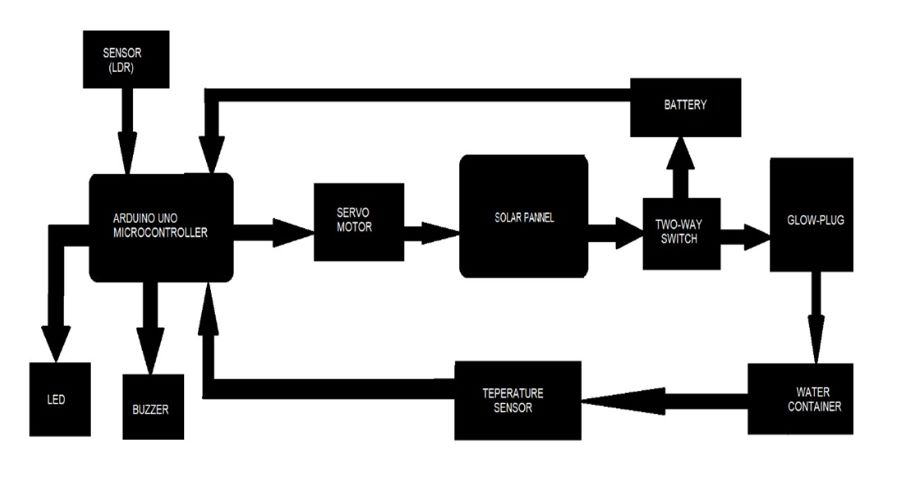 SENSOR
(LDR)
BATTERY
ARDUINO UNO
MICROCONTROLLER
SERVO
MOTOR
SOLAR PANNEL
TWO-WAY
SWITCH
GLOW-PLUG
LED
BUZZER
TEPERATURE
SENSOR
WATER
CONTAINER